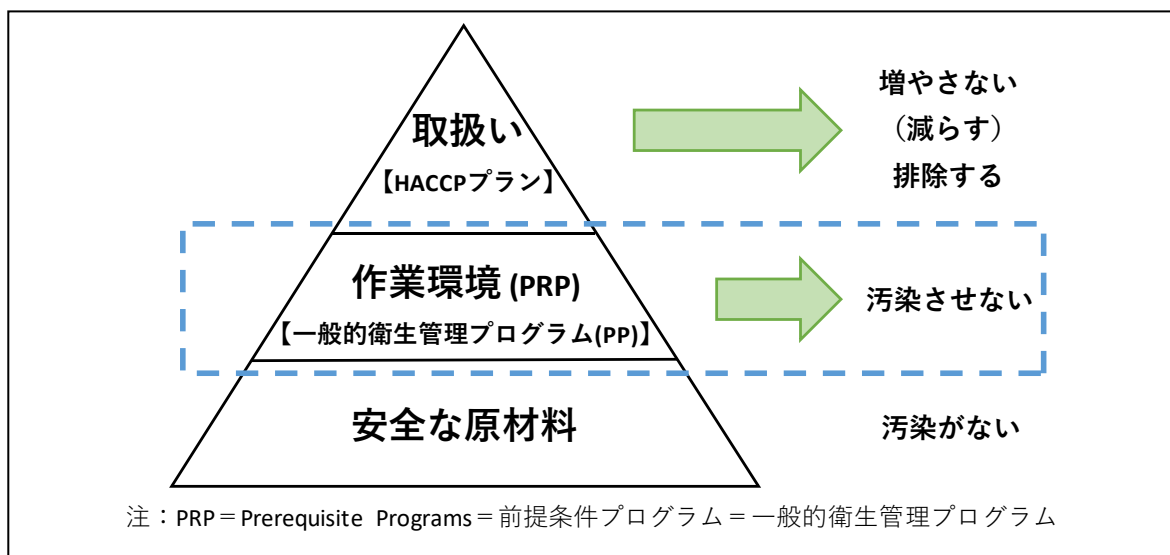 取扱い
【HACCPプラン】
増やさない
（減らす）
排除する
作業環境 (PRP)
【一般的衛生管理プログラム(PP)】
汚染させない
安全な原材料
汚染がない
注：PRP＝Prerequisite Programs＝前提条件プログラム＝一般的衛生管理プログラム